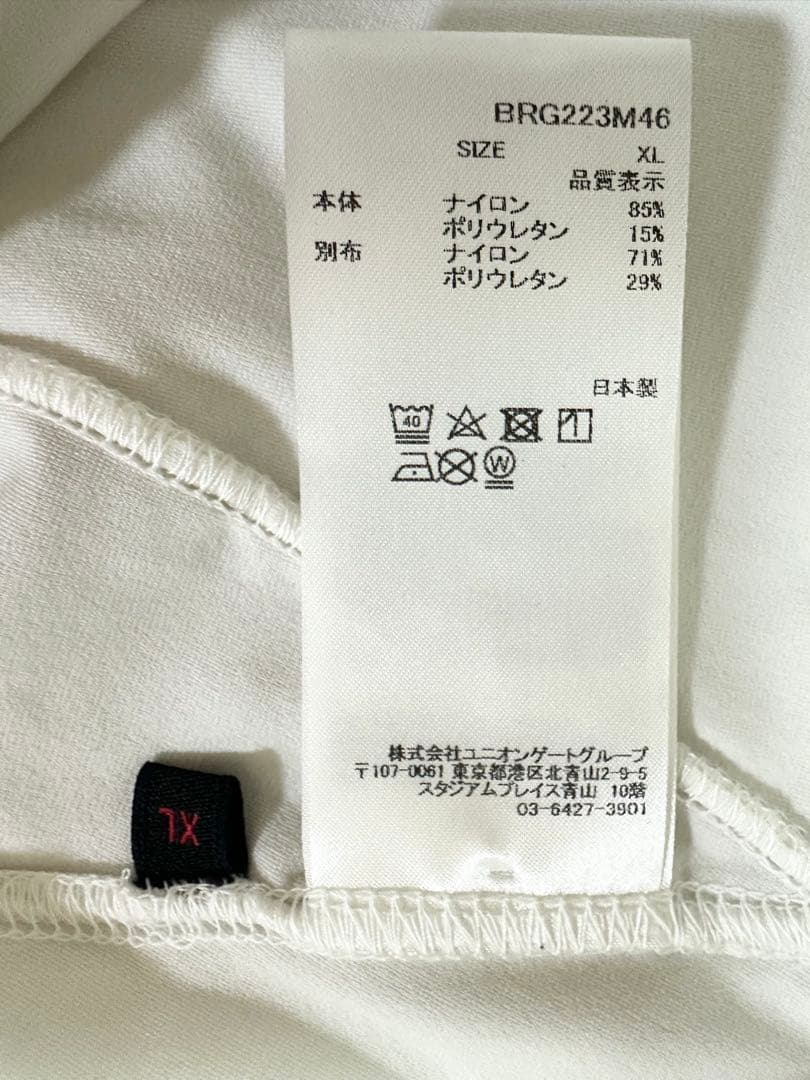 BRG223M46
SIZE XL
品質表示
本体 ナイロン 85%
ポリウレタン 15%
別布 ナイロン 71%
ポリウレタン 29%
日本製
40
W
株式会社ユニオンゲートグループ
〒107-0061 東京都港区北青山2-9-5
スタジアムプレイス青山 10階
03-6427-3901
XL